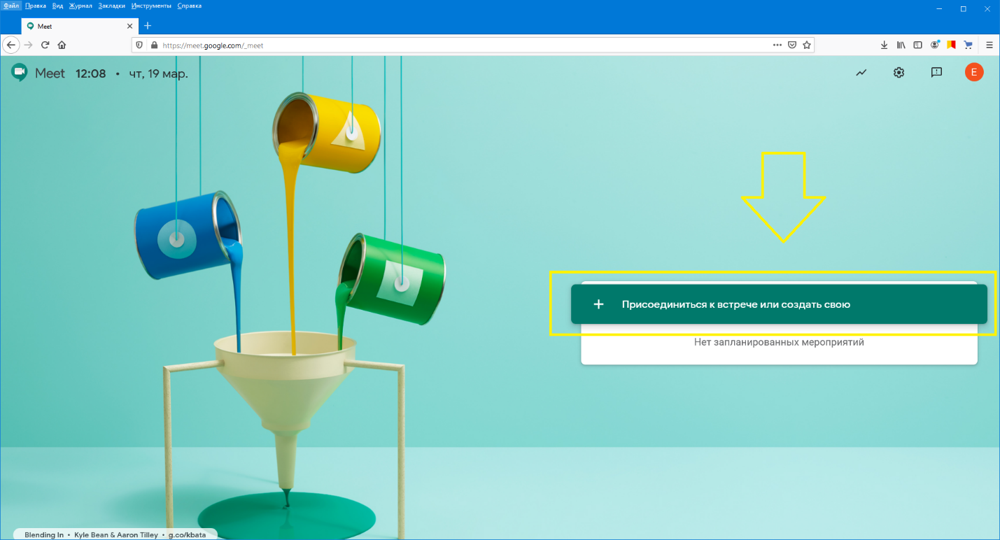 Файл Правка Вид Журнал Закладки Инструменты Справка
Meet
https://meet.google.com/_meet
Meet 12:08 • чт, 19 мар.
E
Присоединиться к встрече или создать свою
Нет запланированных мероприятий
Blending In • Kyle Bean & Aaron Tilley • g.co/kbata